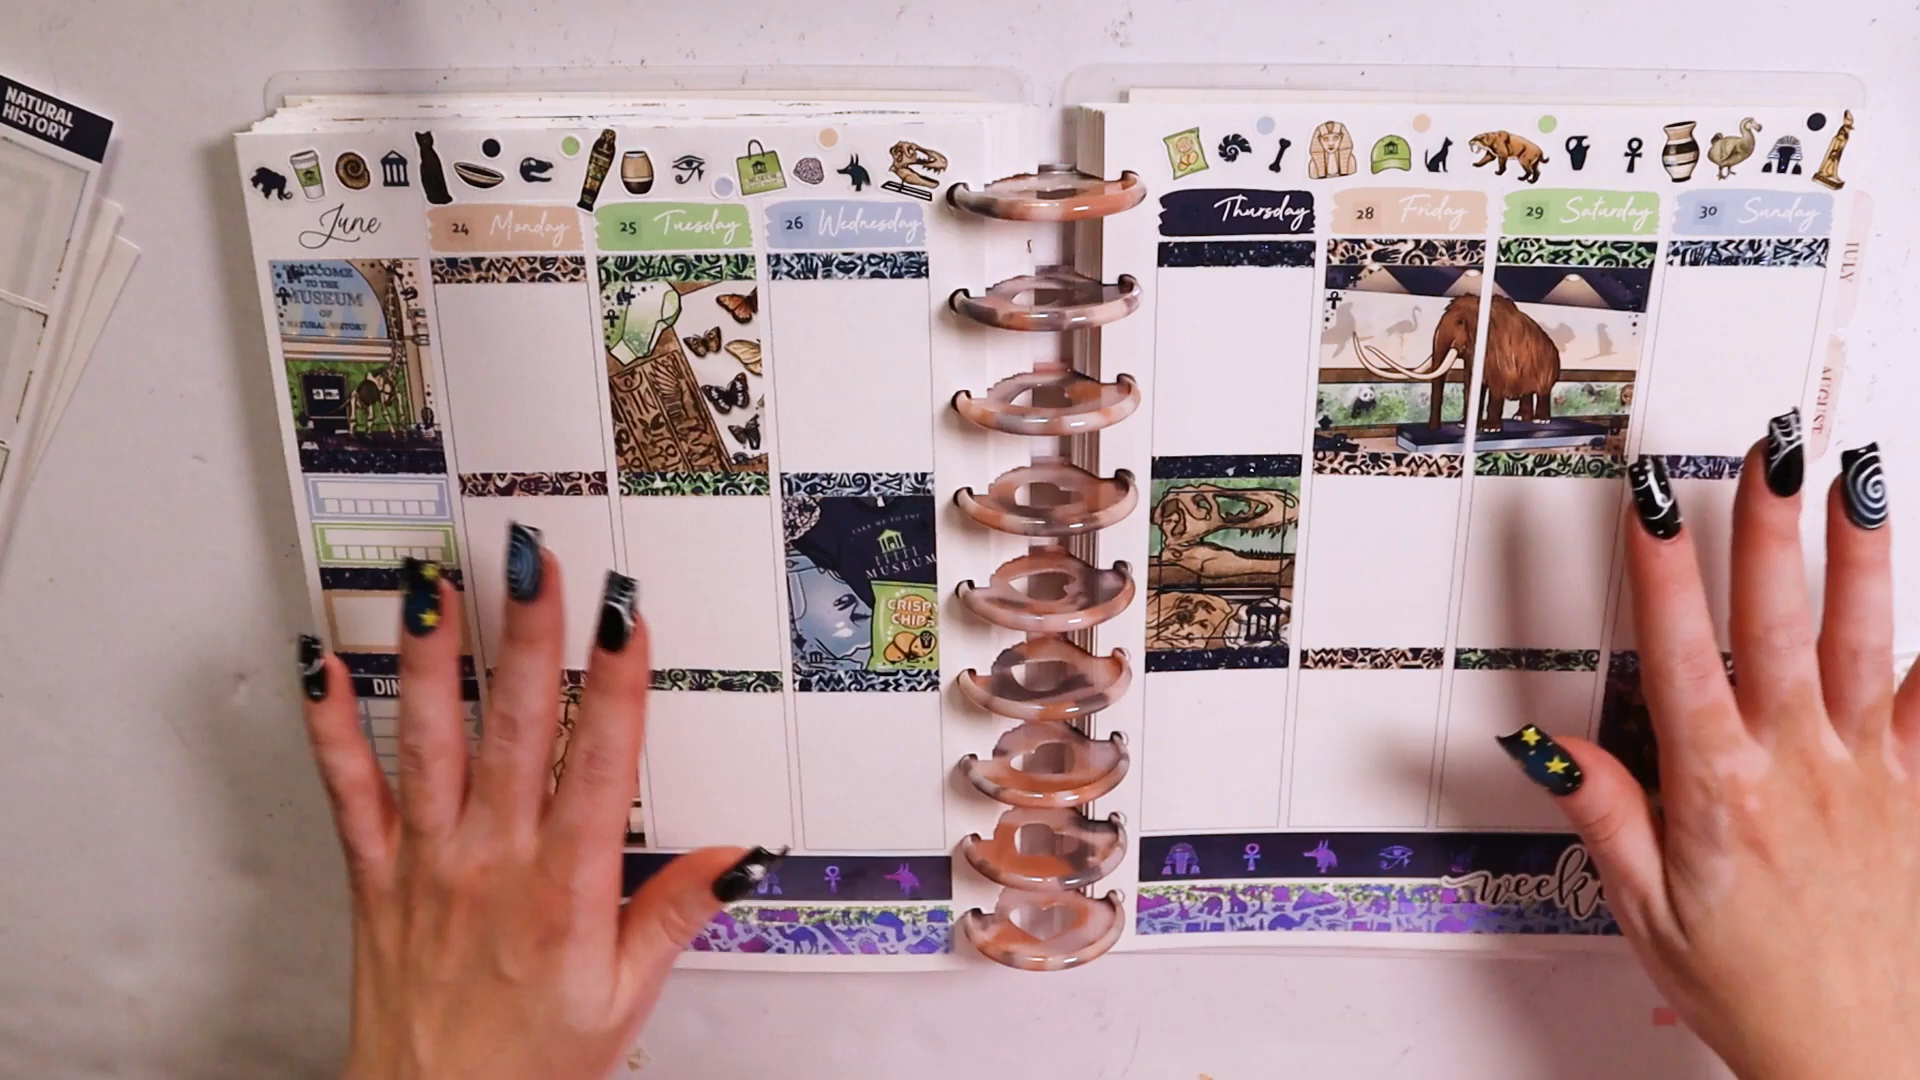 NATURAL
HISTORY
June
24 Monday
25 Tuesday
26 Wednesday
Thursday
28 Friday
29 Saturday
30 Sunday
JULY
AUGUST
WELCOME
TO THE
MUSEUM
OF
NATURAL HISTORY
TAKE ME TO THE
MUSEUM
CRISPY
CHIPS
DIN
week